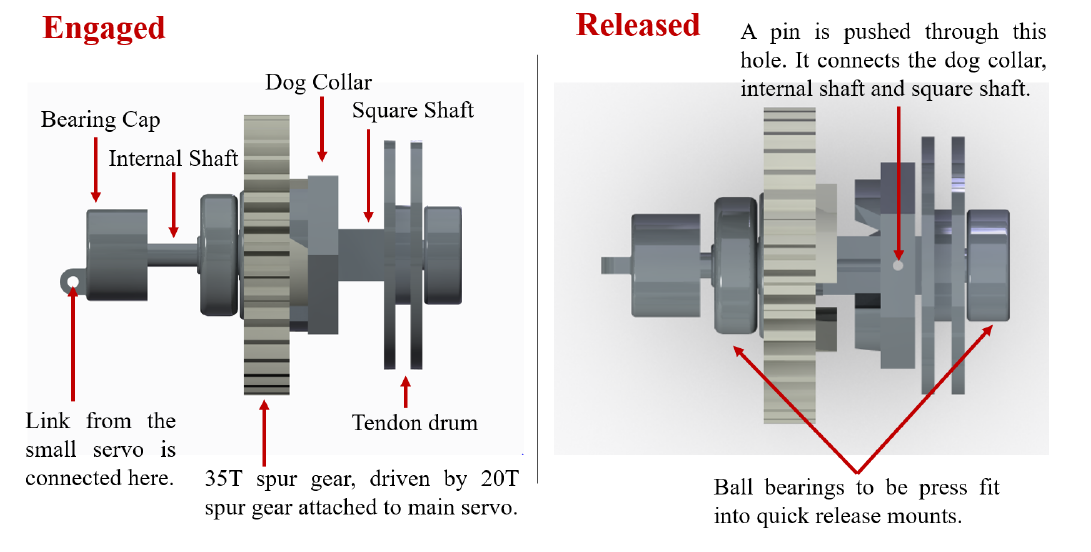 Engaged
Dog Collar
Square Shaft
Bearing Cap
Internal Shaft
Link from the
small servo is
connected here.
35T spur gear, driven by 20T
spur gear attached to main servo.
Tendon drum
Released
A pin is pushed through this
hole. It connects the dog collar,
internal shaft and square shaft.
Ball bearings to be press fit
into quick release mounts.